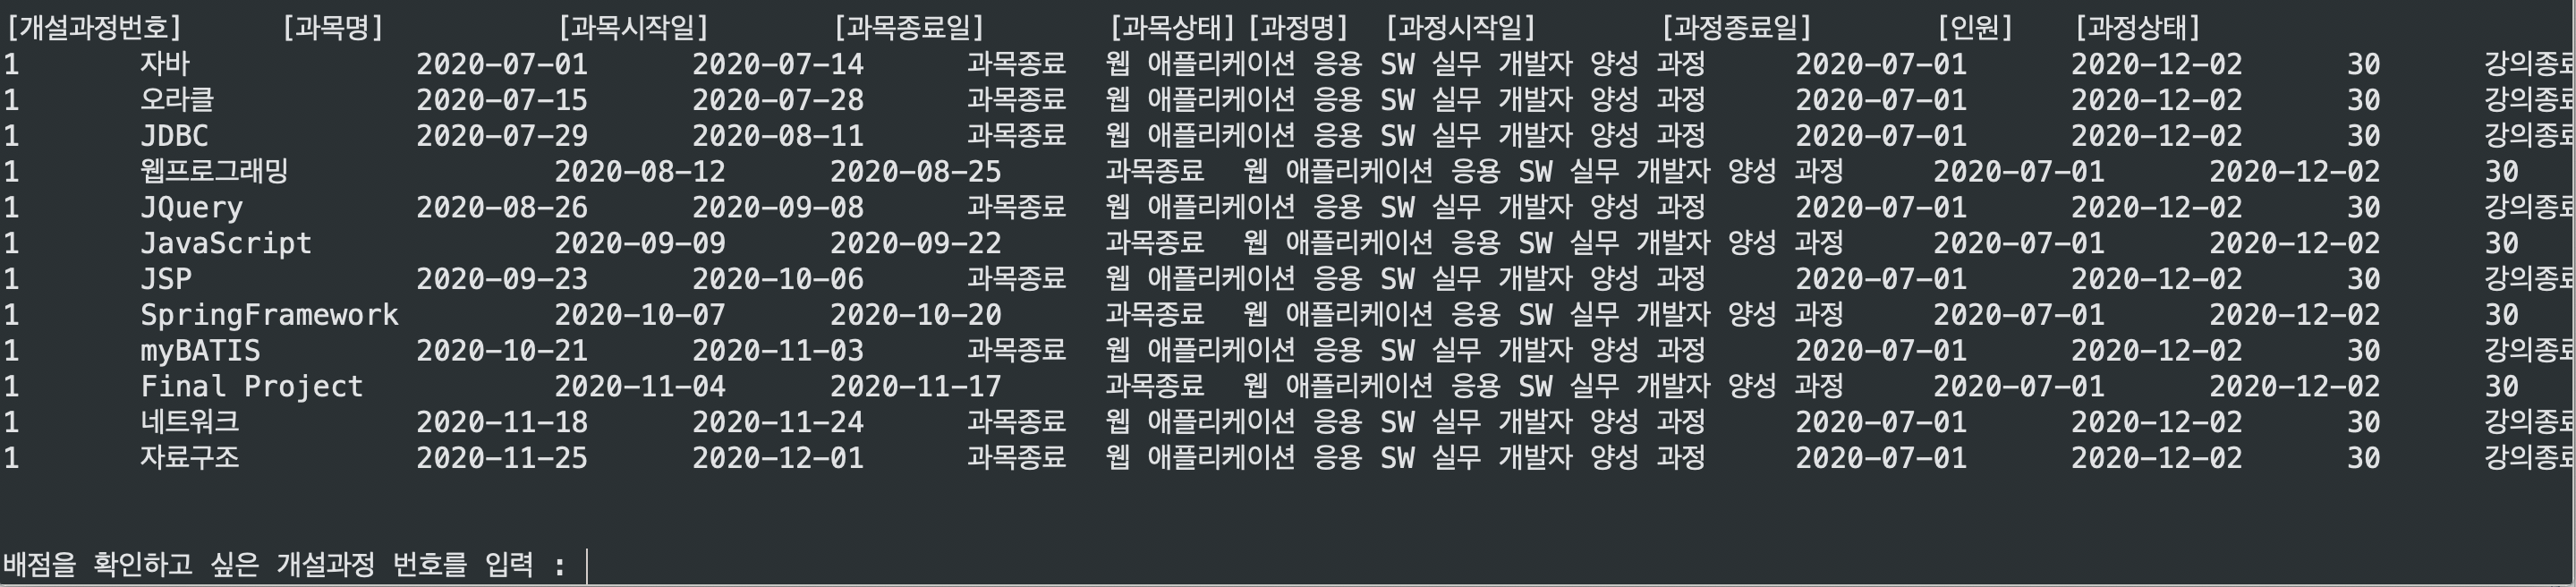 [개설과정번호] [과목명] [과목시작일] [과목종료일] [과목상태] [과정명] [과정시작일] [과정종료일] [인원] [과정상태]
1 자바 2020-07-01 2020-07-14 과목종료 웹 애플리케이션 응용 SW 실무 개발자 양성 과정 2020-07-01 2020-12-02 30 강의종료
1 오라클 2020-07-15 2020-07-28 과목종료 웹 애플리케이션 응용 SW 실무 개발자 양성 과정 2020-07-01 2020-12-02 30 강의종료
1 JDBC 2020-07-29 2020-08-11 과목종료 웹 애플리케이션 응용 SW 실무 개발자 양성 과정 2020-07-01 2020-12-02 30 강의종료
1 웹프로그래밍 2020-08-12 2020-08-25 과목종료 웹 애플리케이션 응용 SW 실무 개발자 양성 과정 2020-07-01 2020-12-02 30
1 JQuery 2020-08-26 2020-09-08 과목종료 웹 애플리케이션 응용 SW 실무 개발자 양성 과정 2020-07-01 2020-12-02 30 강의종료
1 JavaScript 2020-09-09 2020-09-22 과목종료 웹 애플리케이션 응용 SW 실무 개발자 양성 과정 2020-07-01 2020-12-02 30
1 JSP 2020-09-23 2020-10-06 과목종료 웹 애플리케이션 응용 SW 실무 개발자 양성 과정 2020-07-01 2020-12-02 30 강의종료
1 SpringFramework 2020-10-07 2020-10-20 과목종료 웹 애플리케이션 응용 SW 실무 개발자 양성 과정 2020-07-01 2020-12-02 30
1 myBATIS 2020-10-21 2020-11-03 과목종료 웹 애플리케이션 응용 SW 실무 개발자 양성 과정 2020-07-01 2020-12-02 30 강의종료
1 Final Project 2020-11-04 2020-11-17 과목종료 웹 애플리케이션 응용 SW 실무 개발자 양성 과정 2020-07-01 2020-12-02 30
1 네트워크 2020-11-18 2020-11-24 과목종료 웹 애플리케이션 응용 SW 실무 개발자 양성 과정 2020-07-01 2020-12-02 30 강의종료
1 자료구조 2020-11-25 2020-12-01 과목종료 웹 애플리케이션 응용 SW 실무 개발자 양성 과정 2020-07-01 2020-12-02 30 강의종료
배점을 확인하고 싶은 개설과정 번호를 입력 :